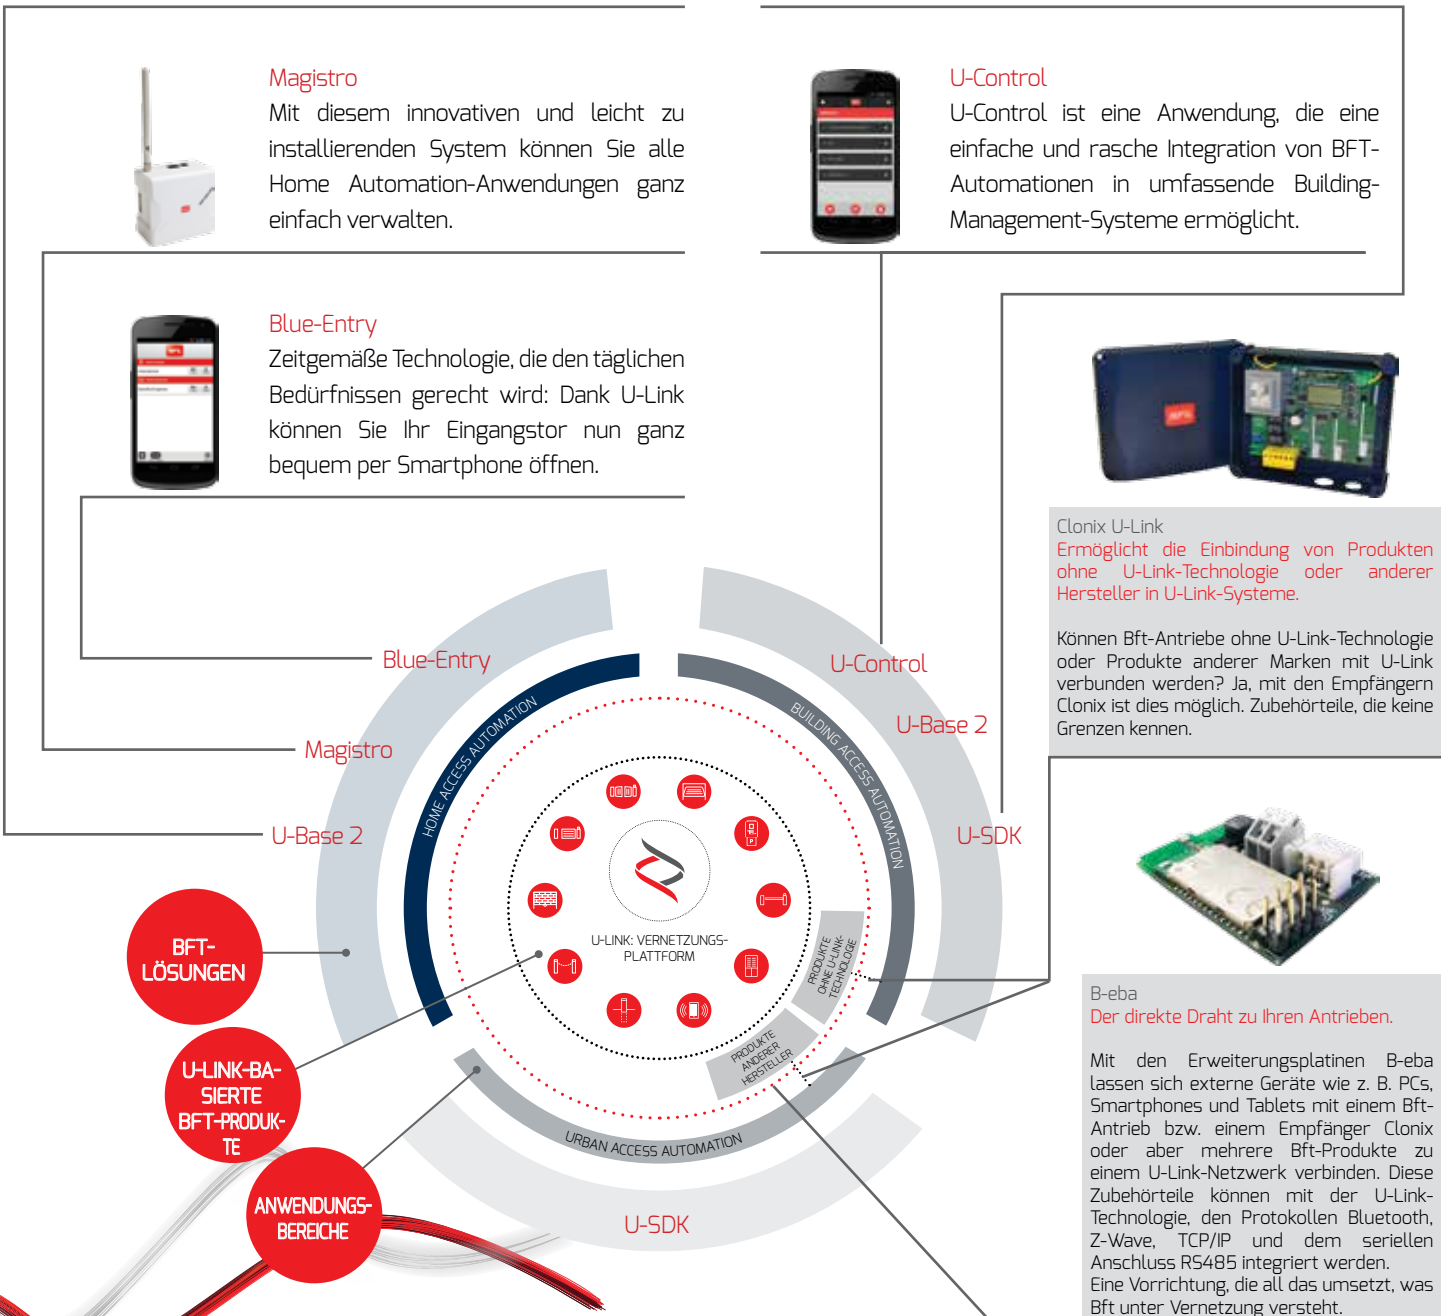 Magistro
Mit diesem innovativen und leicht zu
installierenden System können Sie alle
Home Automation-Anwendungen ganz
einfach verwalten.
U-Control
U-Control ist eine Anwendung, die eine
einfache und rasche Integration von BFT-
Automationen in umfassende Building-
Management-Systeme ermöglicht.
Blue-Entry
Zeitgemäße Technologie, die den täglichen
Bedürfnissen gerecht wird: Dank U-Link
können Sie Ihr Eingangstor nun ganz
bequem per Smartphone öffnen.
Clonix U-Link
Ermöglicht die Einbindung von Produkten
ohne U-Link-Technologie oder anderer
Hersteller in U-Link-Systeme.
Können Bft-Antriebe ohne U-Link-Technologie
oder Produkte anderer Marken mit U-Link
verbunden werden? Ja, mit den Empfängern
Clonix ist dies möglich. Zubehörteile, die keine
Grenzen kennen.
Blue-Entry
Magistro
U-Base 2
U-Control
U-Base 2
U-SDK
HOME ACCESS AUTOMATION
BUILDING ACCESS AUTOMATION
P
U-LINK: VERNETZUNGS-
PLATTFORM
PRODUKTE
OHNE U-LINK-
TECHNOLOGIE
PRODUKTE
ANDERER
HERSTELLER
URBAN ACCESS AUTOMATION
U-SDK
BFT-
LÖSUNGEN
U-LINK-BA-
SIERTE
BFT-PRODUK-
TE
ANWENDUNGS-
BEREICHE
B-eba
Der direkte Draht zu Ihren Antrieben.
Mit den Erweiterungsplatinen B-eba
lassen sich externe Geräte wie z. B. PCs,
Smartphones und Tablets mit einem Bft-
Antrieb bzw. einem Empfänger Clonix
oder aber mehrere Bft-Produkte zu
einem U-Link-Netzwerk verbinden. Diese
Zubehörteile können mit der U-Link-
Technologie, den Protokollen Bluetooth,
Z-Wave, TCP/IP und dem seriellen
Anschluss RS485 integriert werden.
Eine Vorrichtung, die all das umsetzt, was
Bft unter Vernetzung versteht.